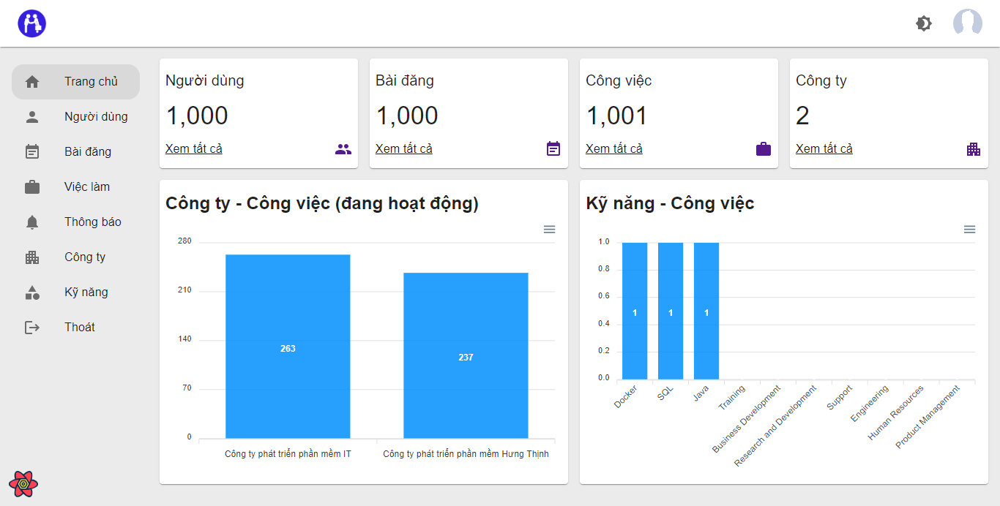 Trang chủ
Người dùng
Bài đăng
Việc làm
Thông báo
Công ty
Kỹ năng
Thoát
Người dùng
1,000
Xem tất cả
Bài đăng
1,000
Xem tất cả
Công việc
1,001
Xem tất cả
Công ty
2
Xem tất cả
Công ty - Công việc (đang hoạt động)
280
210
140
70
0
263
237
Công ty phát triển phần mềm IT
Công ty phát triển phần mềm Hưng Thịnh
Kỹ năng - Công việc
1.0
0.8
0.6
0.4
0.2
0.0
1
1
1
Docker
SQL
Java
Training
Business Development
Research and Development
Support
Engineering
Human Resources
Product Management